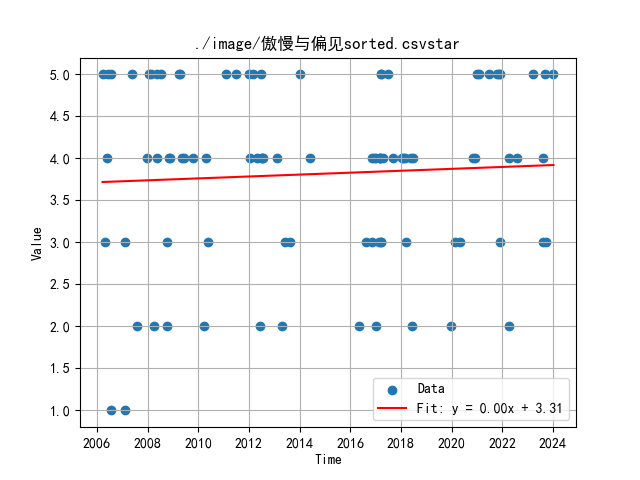 ./image/傲慢与偏见sorted.csvstar
5.0
4.5
4.0
3.5
3.0
2.5
2.0
1.5
1.0
Value
2006 2008 2010 2012 2014 2016 2018 2020 2022 2024
Time
Data
Fit: y = 0.00x + 3.31